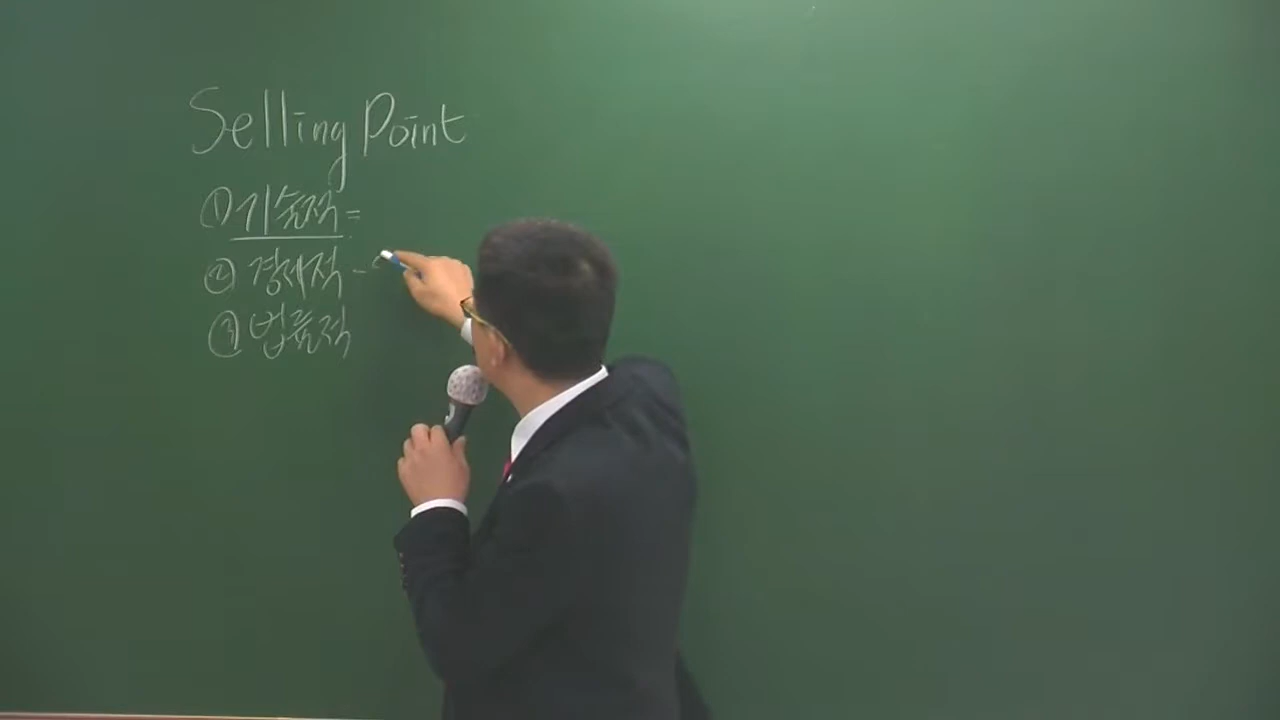 Selling Point
① 기술적 =
② 경제적 -
③ 법률적